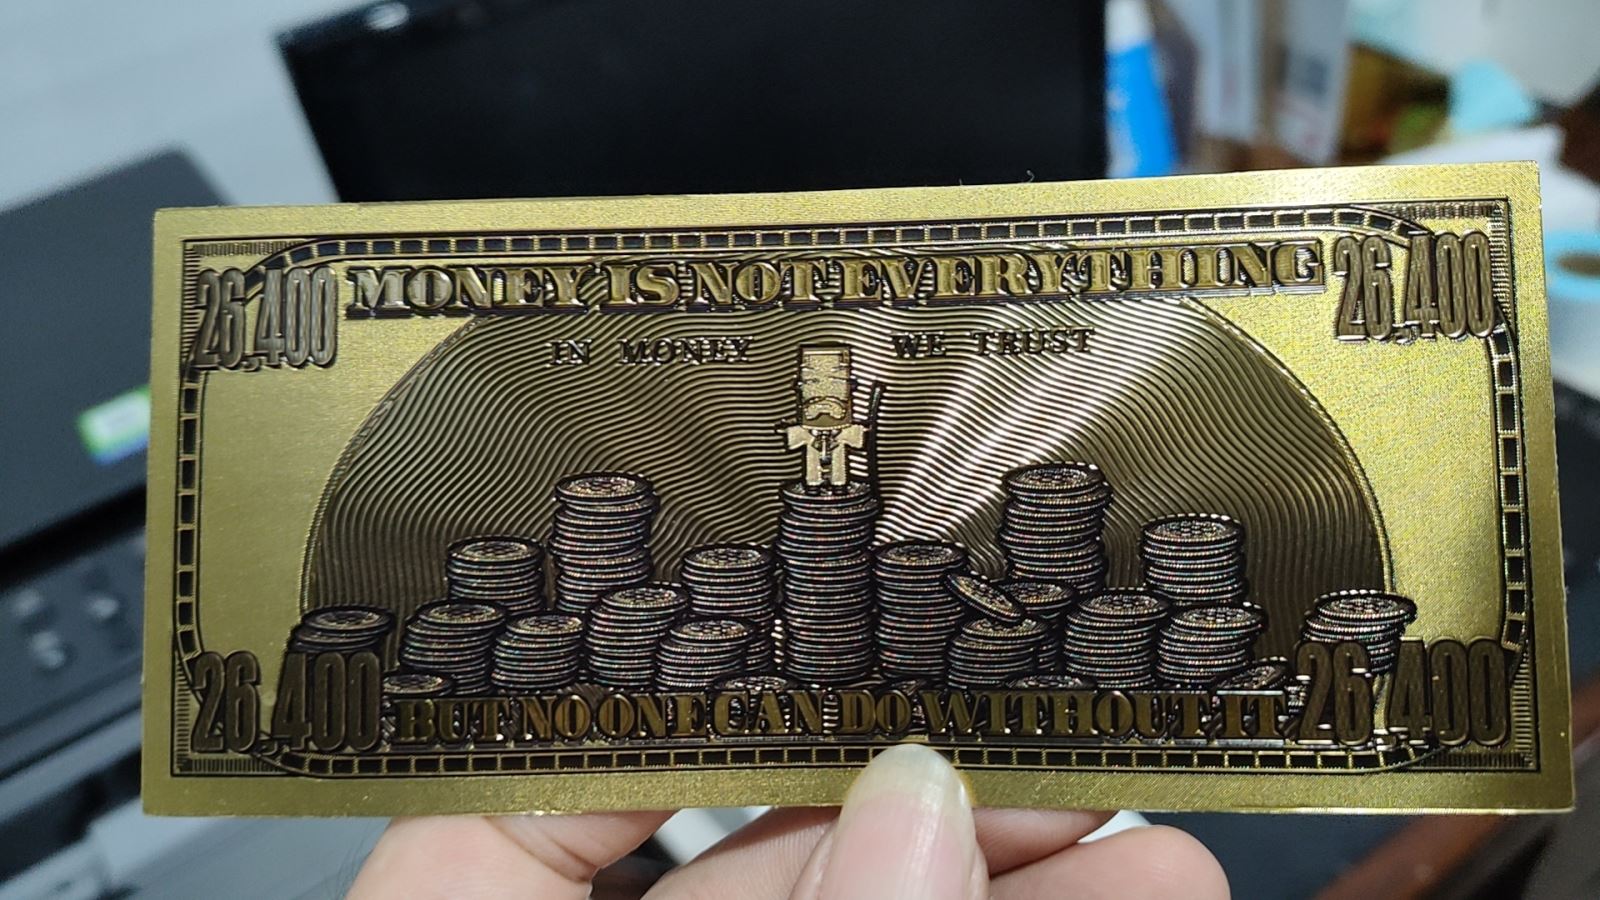 26,400 MONEY IS NOT EVERYTHING 26,400
IN MONEY WE TRUST
26,400 BUT NO ONE CAN DO WITHOUT IT 26,400